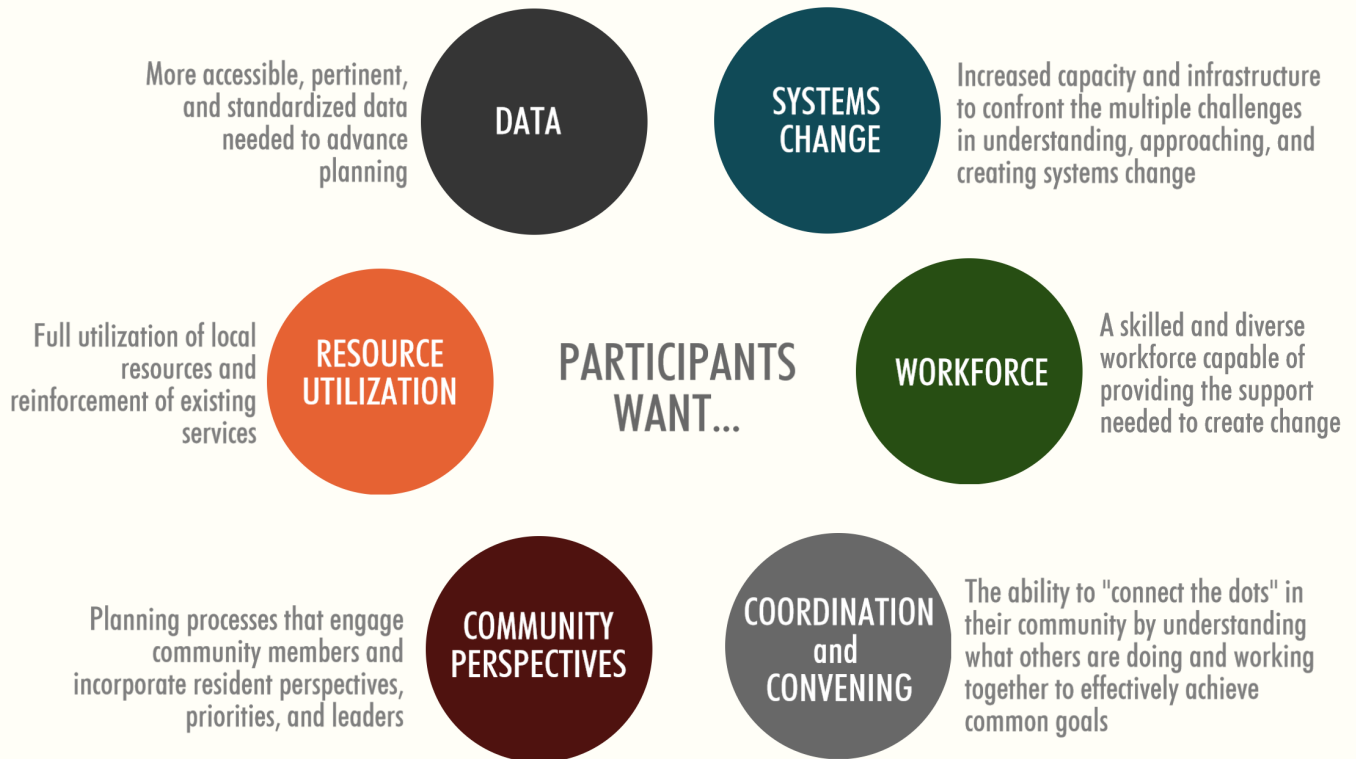 More accessible, pertinent,
and standardized data
needed to advance
planning
DATA
SYSTEMS
CHANGE
Increased capacity and infrastructure
to confront the multiple challenges
in understanding, approaching, and
creating systems change
Full utilization of local
resources and
reinforcement of existing
services
RESOURCE
UTILIZATION
PARTICIPANTS
WANT...
WORKFORCE
A skilled and diverse
workforce capable of
providing the support
needed to create change
Planning processes that engage
community members and
incorporate resident perspectives,
priorities, and leaders
COMMUNITY
PERSPECTIVES
COORDINATION
and
CONVENING
The ability to "connect the dots" in
their community by understanding
what others are doing and working
together to effectively achieve
common goals